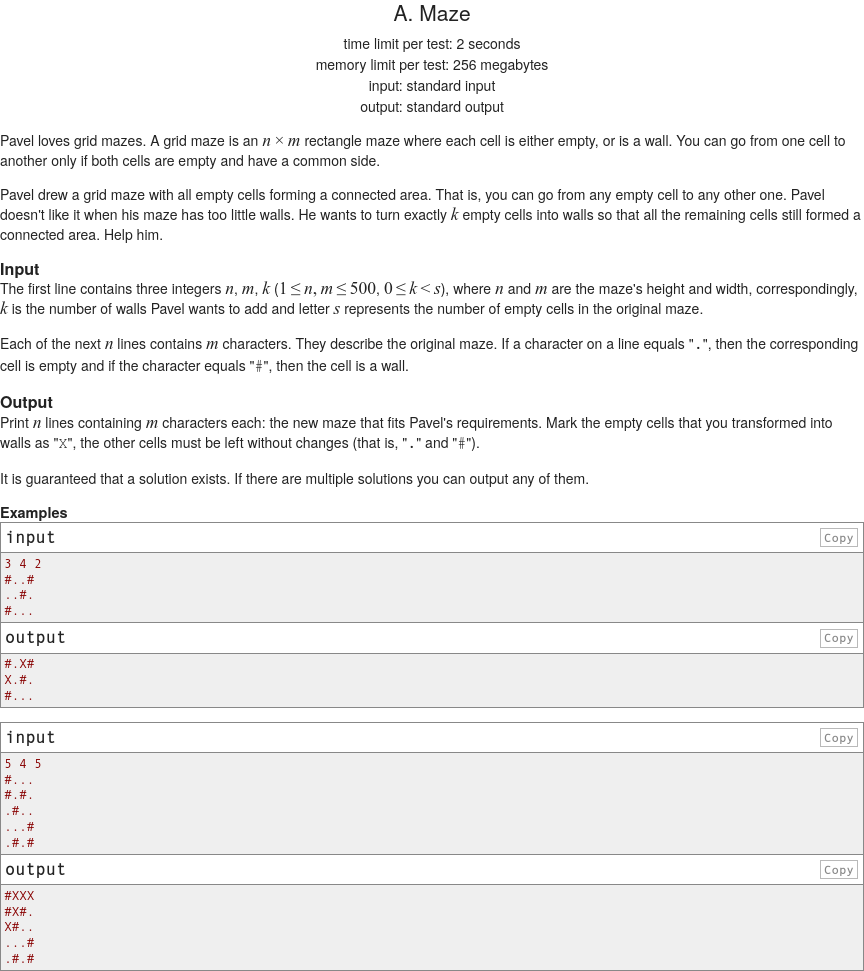 A. Maze
time limit per test: 2 seconds
memory limit per test: 256 megabytes
input: standard input
output: standard output
Pavel loves grid mazes. A grid maze is an n × m rectangle maze where each cell is either empty, or is a wall. You can go from one cell to
another only if both cells are empty and have a common side.
Pavel drew a grid maze with all empty cells forming a connected area. That is, you can go from any empty cell to any other one. Pavel
doesn't like it when his maze has too little walls. He wants to turn exactly k empty cells into walls so that all the remaining cells still formed a
connected area. Help him.
Input
The first line contains three integers n, m, k (1 ≤ n, m ≤ 500, 0 ≤ k < s), where n and m are the maze's height and width, correspondingly,
k is the number of walls Pavel wants to add and letter s represents the number of empty cells in the original maze.
Each of the next n lines contains m characters. They describe the original maze. If a character on a line equals ".", then the corresponding
cell is empty and if the character equals "#", then the cell is a wall.
Output
Print n lines containing m characters each: the new maze that fits Pavel's requirements. Mark the empty cells that you transformed into
walls as "X", the other cells must be left without changes (that is, "." and "#").
It is guaranteed that a solution exists. If there are multiple solutions you can output any of them.
Examples
input Copy
3 4 2
#..#
..#.
#...
output Copy
#.X#
X.#.
#...
input Copy
5 4 5
#...
#.#.
.#..
...#
.#.#
output Copy
#XXX
#X#.
X#..
...#
.#.#